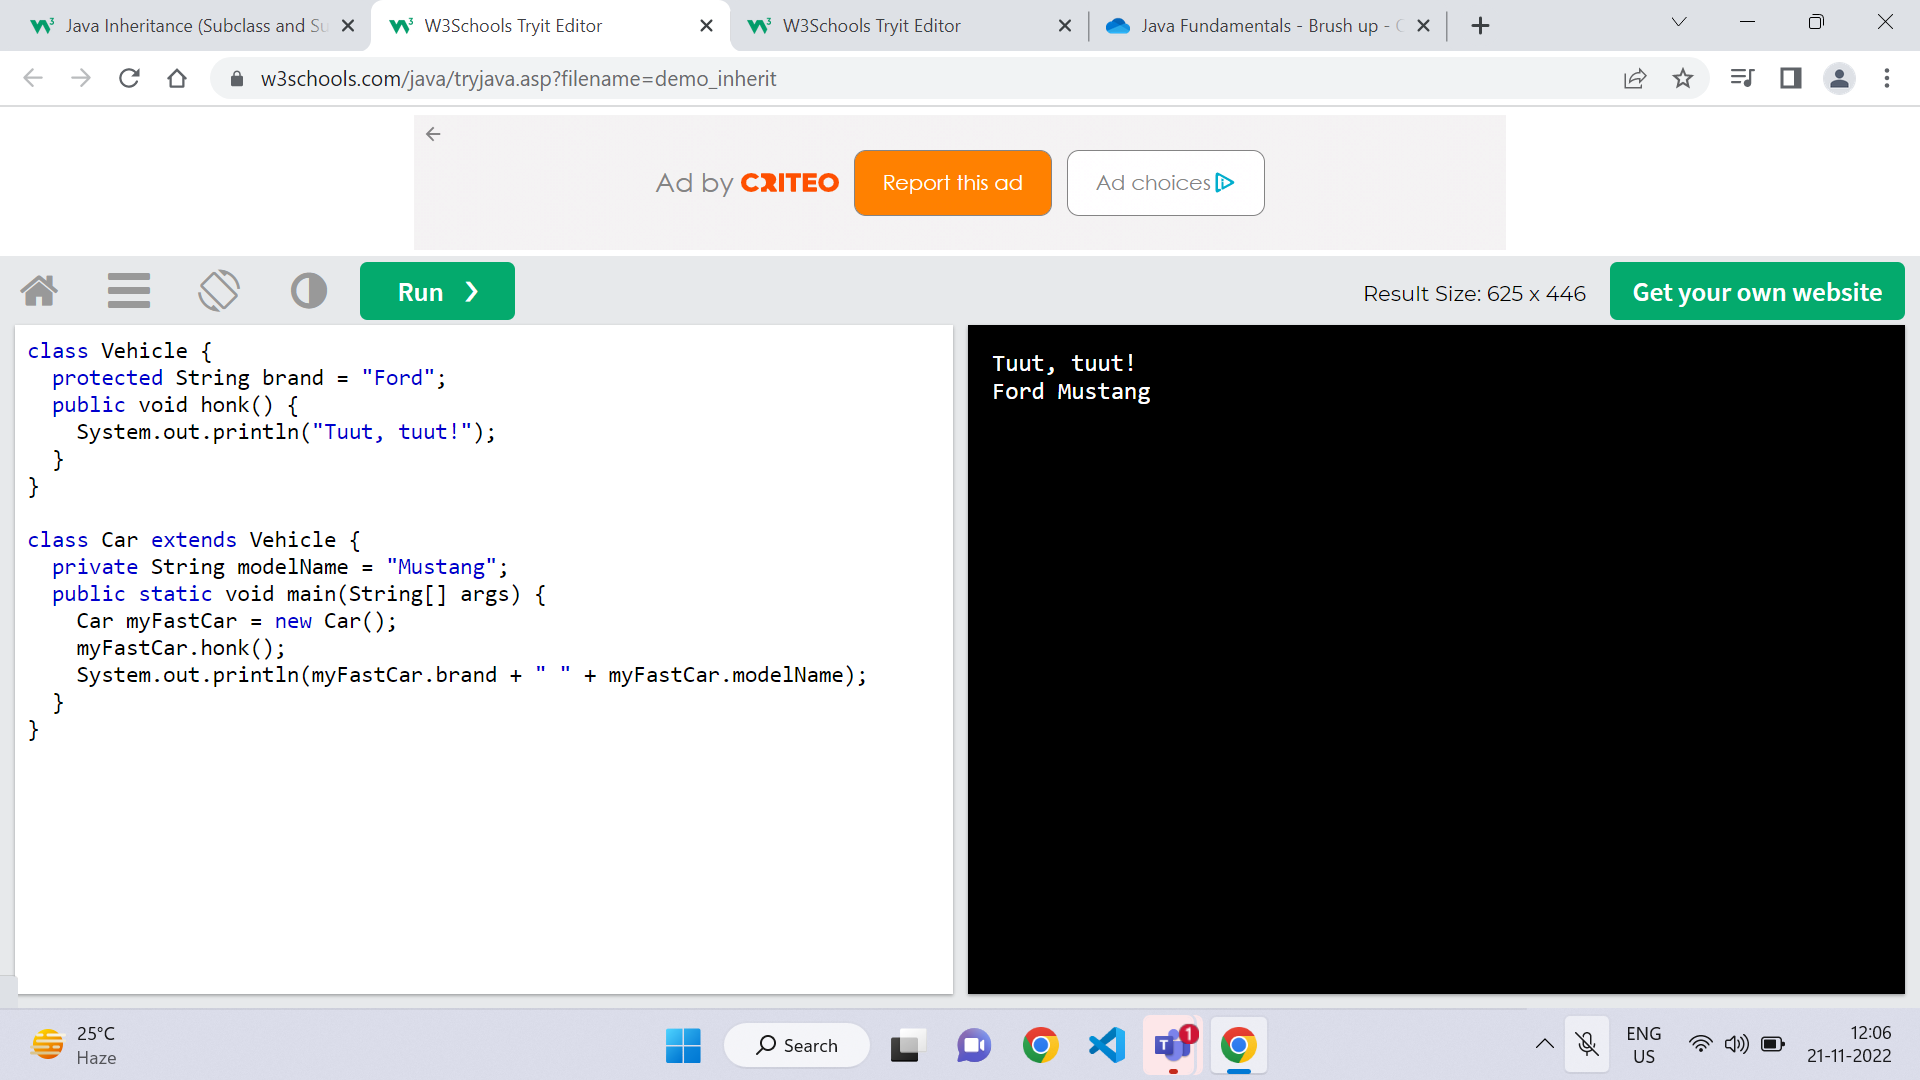 Java Inheritance (Subclass and Su
W3Schools Tryit Editor
W3Schools Tryit Editor
Java Fundamentals - Brush up -
w3schools.com/java/tryjava.asp?filename=demo_inherit
Ad by CRITEO
Report this ad
Ad choices
Run ❯
Result Size: 625 x 446
Get your own website
class Vehicle {
  protected String brand = "Ford";
  public void honk() {
    System.out.println("Tuut, tuut!");
  }
}
class Car extends Vehicle {
  private String modelName = "Mustang";
  public static void main(String[] args) {
    Car myFastCar = new Car();
    myFastCar.honk();
    System.out.println(myFastCar.brand + " " + myFastCar.modelName);
  }
}
Tuut, tuut!
Ford Mustang
25°C
Haze
Search
1
ENG
US
12:06
21-11-2022